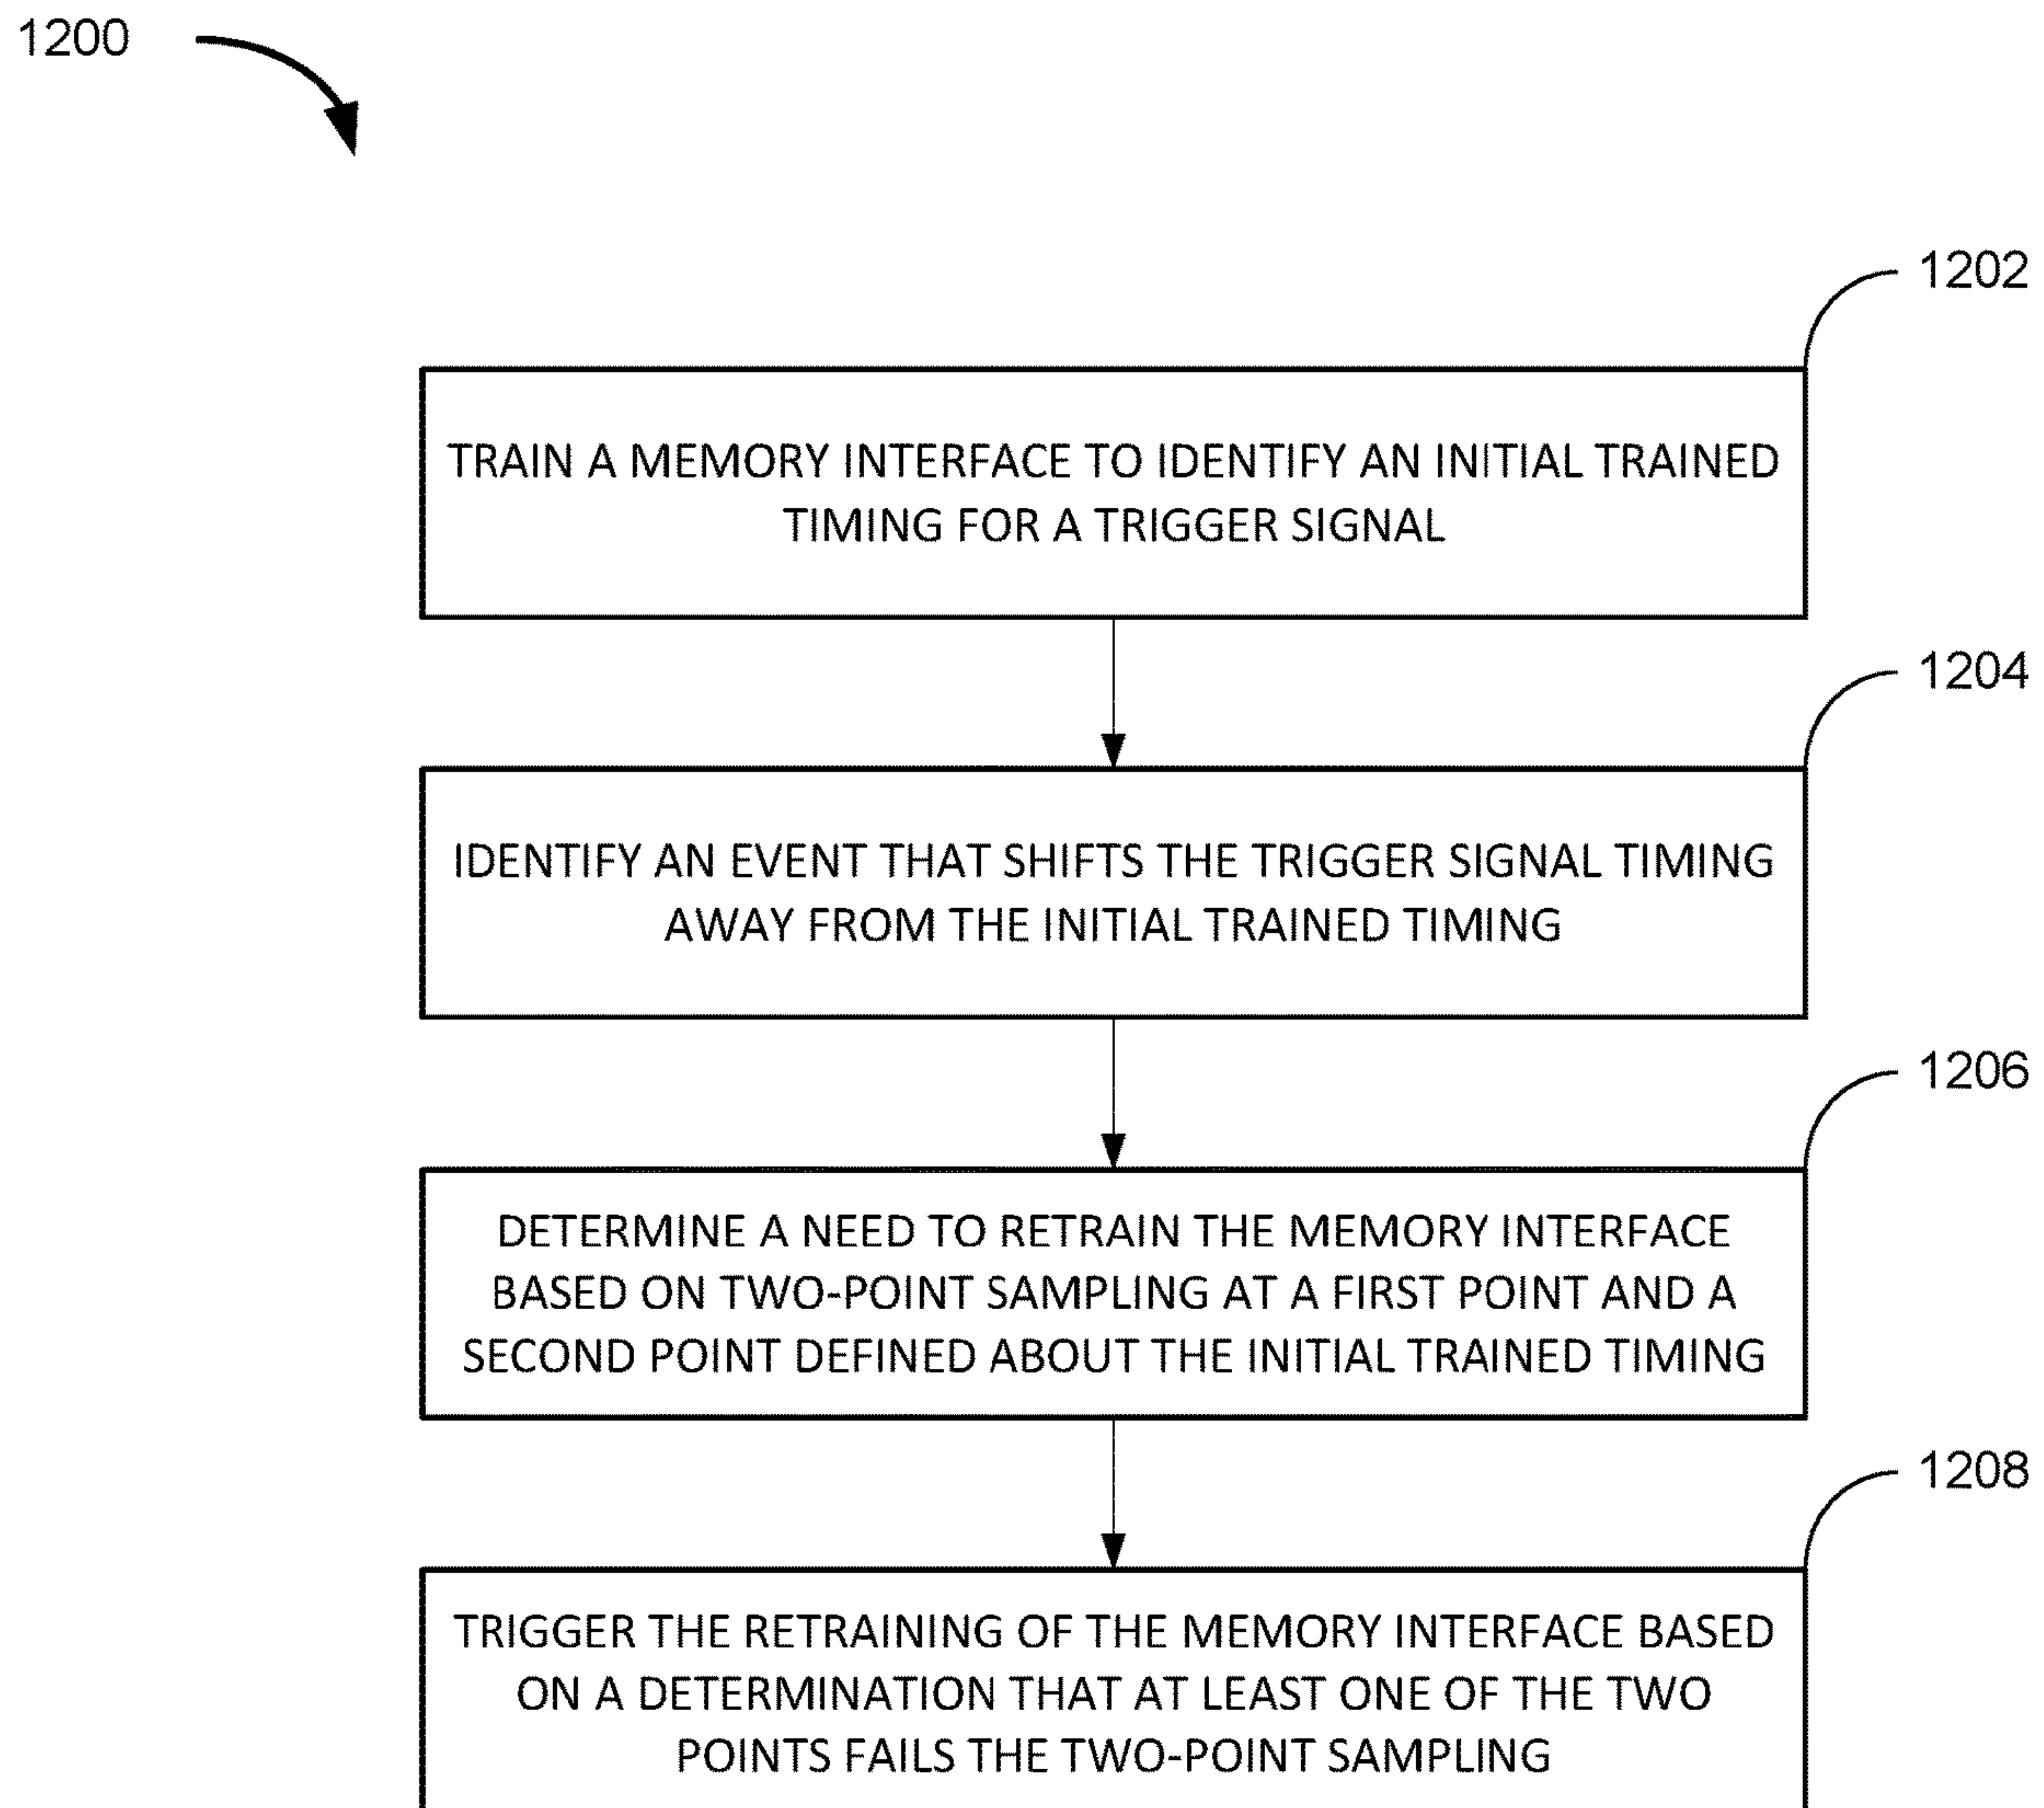 1200
1202
TRAIN A MEMORY INTERFACE TO IDENTIFY AN INITIAL TRAINED
TIMING FOR A TRIGGER SIGNAL
1204
IDENTIFY AN EVENT THAT SHIFTS THE TRIGGER SIGNAL TIMING
AWAY FROM THE INITIAL TRAINED TIMING
1206
DETERMINE A NEED TO RETRAIN THE MEMORY INTERFACE
BASED ON TWO-POINT SAMPLING AT A FIRST POINT AND A
SECOND POINT DEFINED ABOUT THE INITIAL TRAINED TIMING
1208
TRIGGER THE RETRAINING OF THE MEMORY INTERFACE BASED
ON A DETERMINATION THAT AT LEAST ONE OF THE TWO
POINTS FAILS THE TWO-POINT SAMPLING